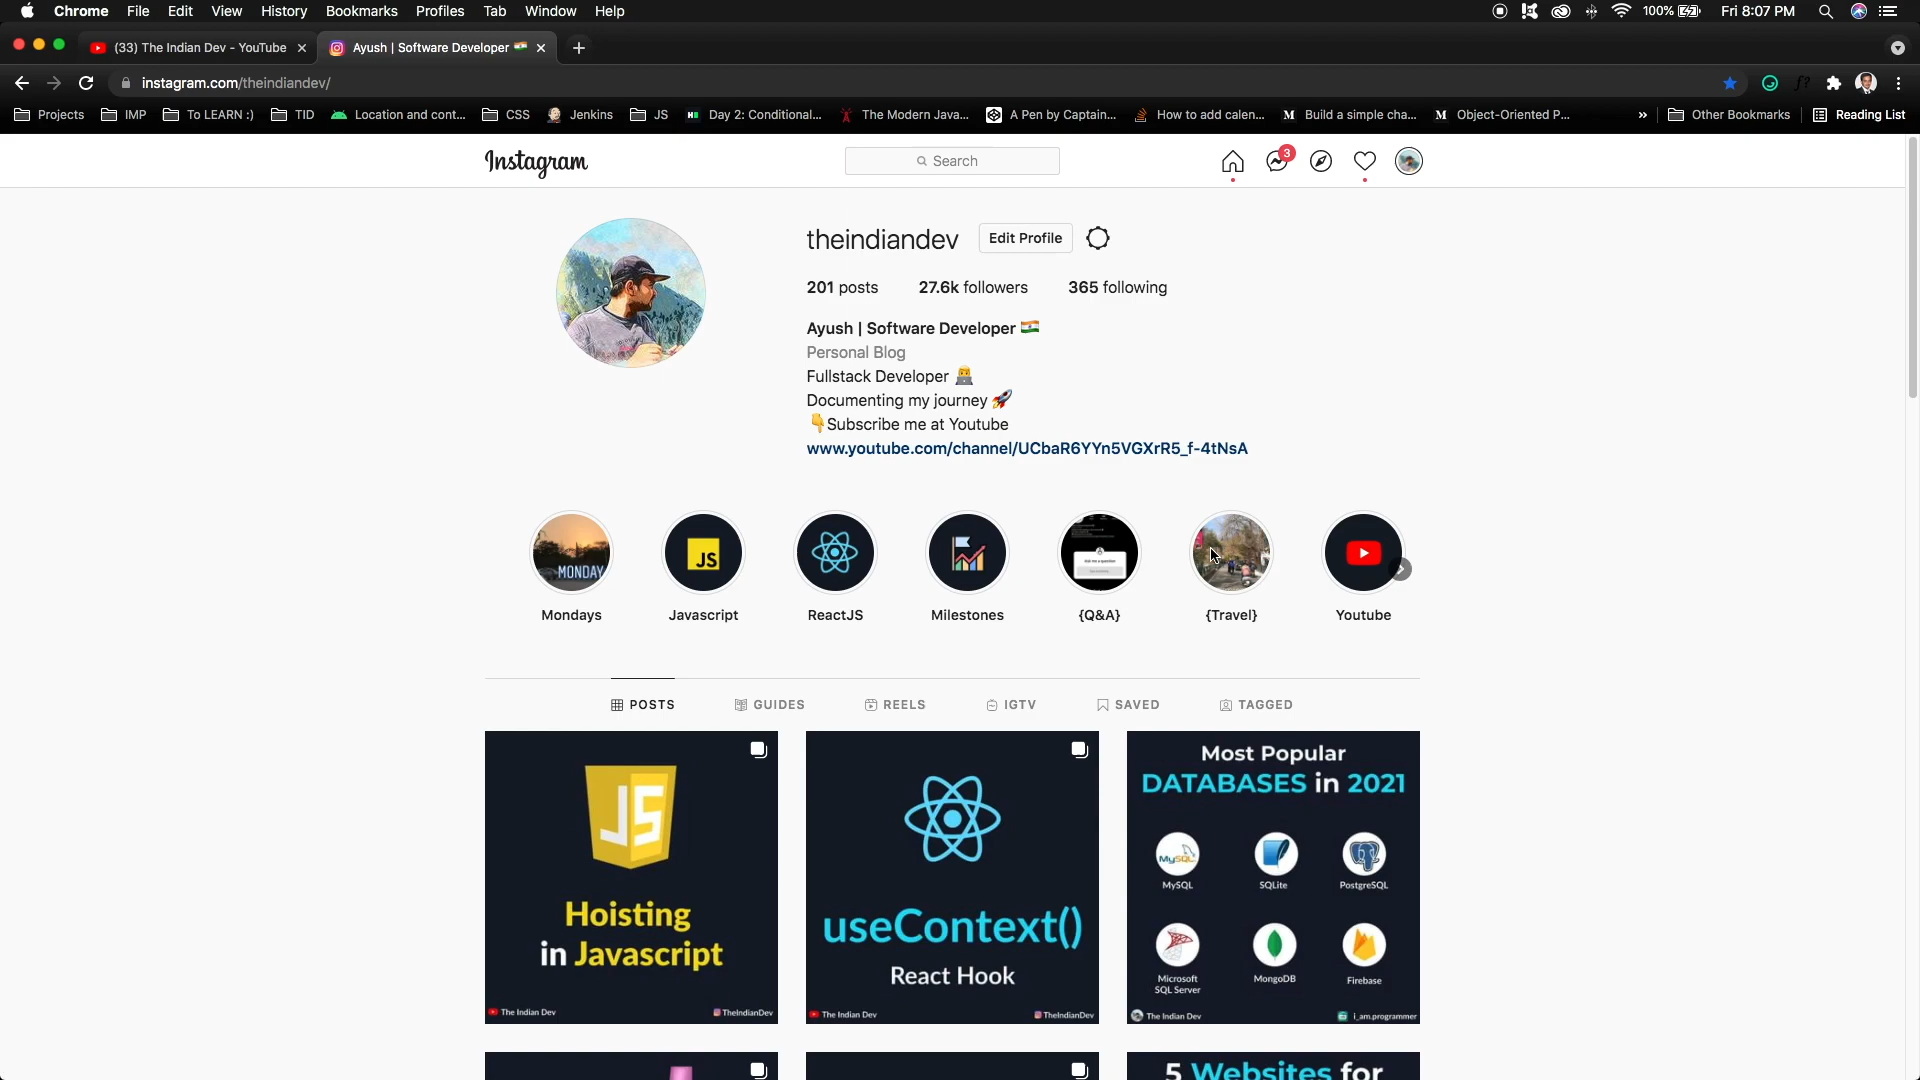 Chrome File Edit View History Bookmarks Profiles Tab Window Help 100% Fri 8:07 PM
(33) The Indian Dev - YouTube Ayush | Software Developer 🇮🇳
instagram.com/theindiandev/
Projects IMP To LEARN :) TID Location and cont... CSS Jenkins JS Day 2: Conditional... The Modern Java... A Pen by Captain... How to add calen... Build a simple cha... Object-Oriented P... » Other Bookmarks Reading List
Instagram Search 3
theindiandev Edit Profile
201 posts 27.6k followers 365 following
Ayush | Software Developer 🇮🇳
Personal Blog
Fullstack Developer 👨‍💻
Documenting my journey 🚀
👇Subscribe me at Youtube
www.youtube.com/channel/UCbaR6YYn5VGXrR5_f-4tNsA
MONDAY JS
Mondays Javascript ReactJS Milestones {Q&A} {Travel} Youtube
POSTS GUIDES REELS IGTV SAVED TAGGED
JS
Hoisting
in Javascript
The Indian Dev TheIndianDev
useContext()
React Hook
The Indian Dev TheIndianDev
Most Popular
DATABASES in 2021
MySQL
MySQL SQLite PostgreSQL
Microsoft
SQL Server MongoDB Firebase
The Indian Dev i_am.programmer
5 Websites for